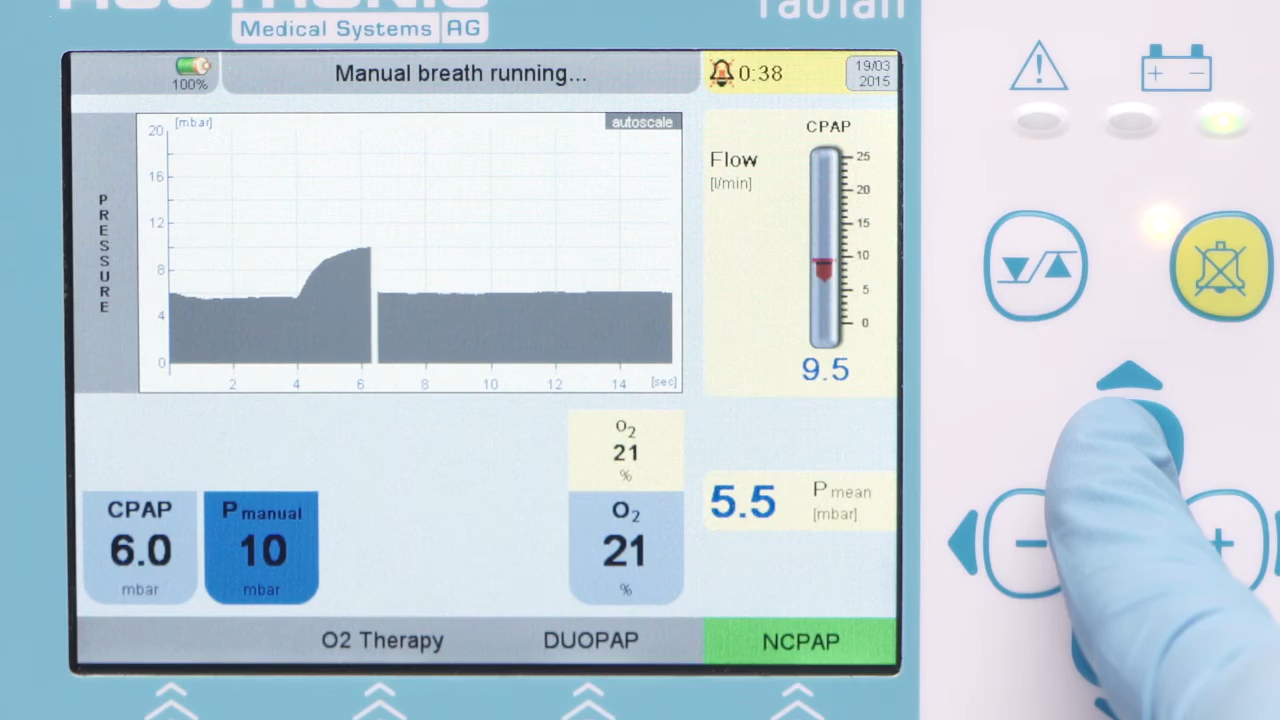 Medical Systems AG
fabian
100%
Manual breath running...
0:38
19/03
2015
PRESSURE
[mbar]
autoscale
20
16
12
8
4
0
2
4
6
8
10
12
14
[sec]
CPAP
Flow
[l/min]
25
20
15
10
5
0
9.5
O2
21
%
CPAP
6.0
mbar
P manual
10
mbar
O2
21
%
5.5
P mean
[mbar]
O2 Therapy
DUOPAP
NCPAP